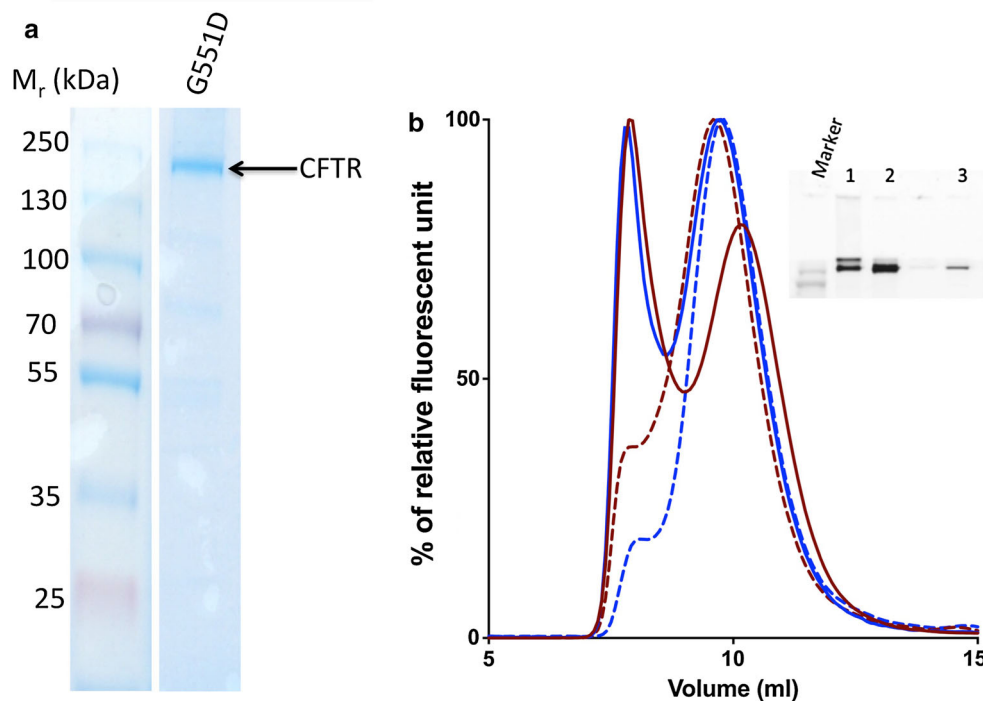 a
G551D
Mr (kDa)
250
130
100
70
55
35
25
CFTR
b
100
50
0
% of relative fluorescent unit
5
10
15
Volume (ml)
Marker
1
2
3